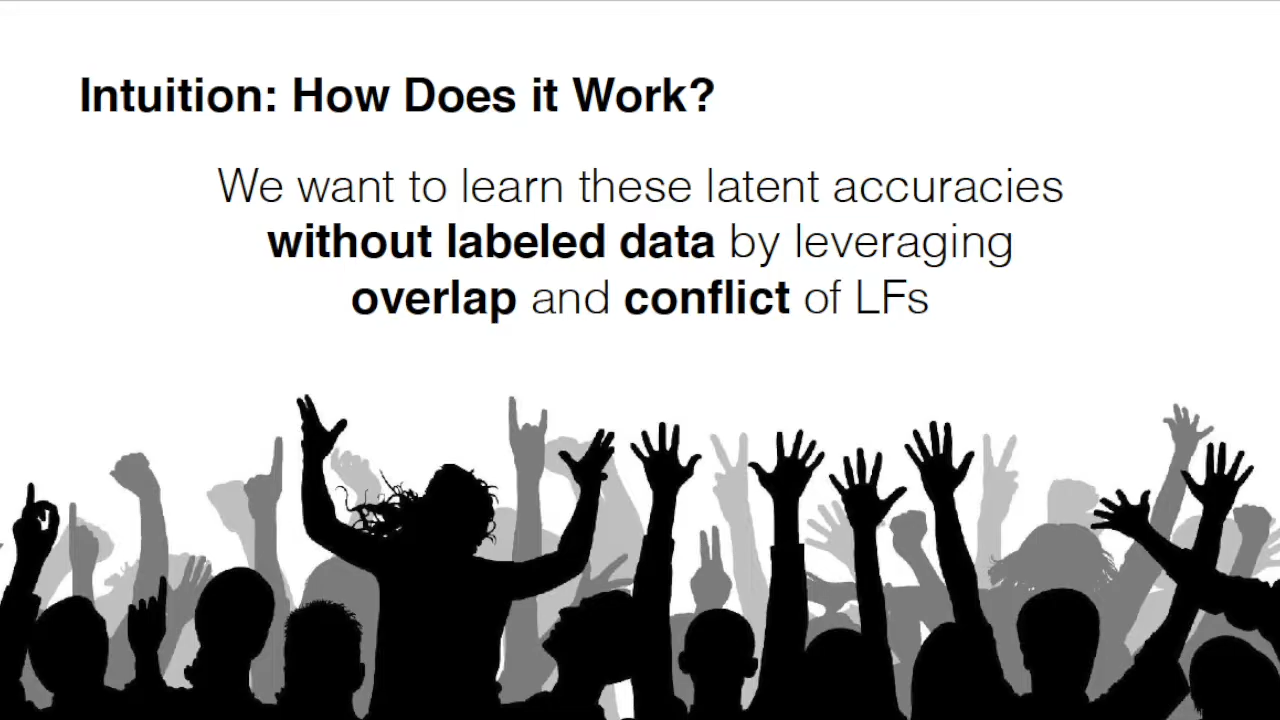 Intuition: How Does it Work?
We want to learn these latent accuracies
without labeled data by leveraging
overlap and conflict of LFs